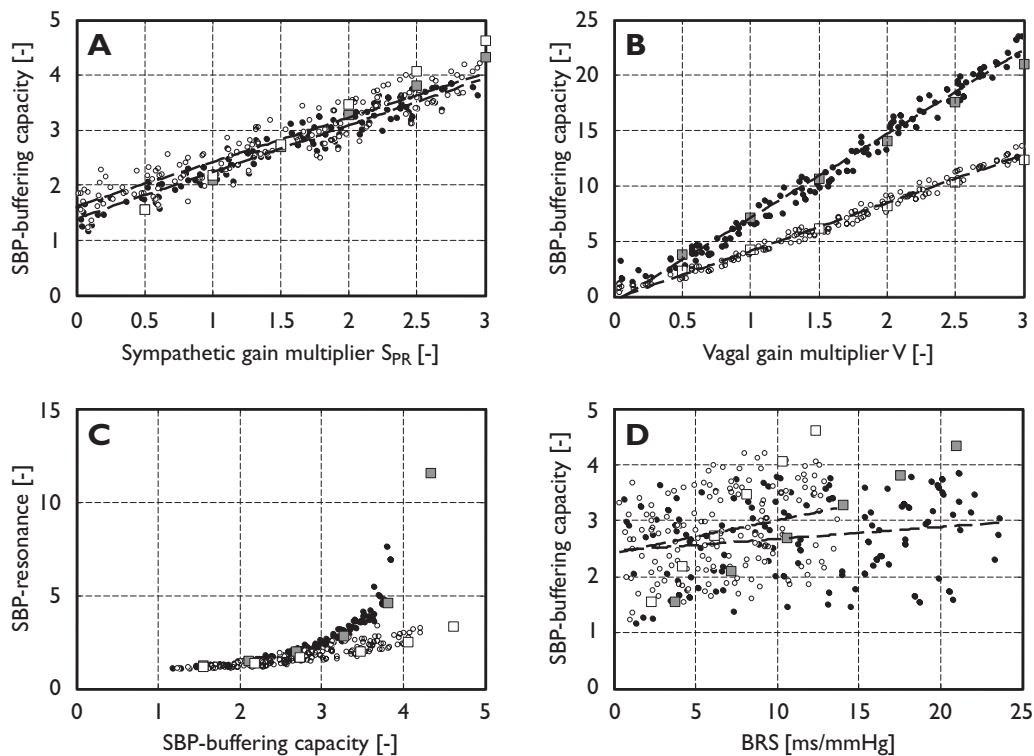 A
SBP-buffering capacity [-]
5
4
3
2
1
0
0 0.5 1 1.5 2 2.5 3
Sympathetic gain multiplier SPR [-]
B
SBP-buffering capacity [-]
25
20
15
10
5
0
0 0.5 1 1.5 2 2.5 3
Vagal gain multiplier V [-]
C
SBP-resonance [-]
15
10
5
0
0 1 2 3 4 5
SBP-buffering capacity [-]
D
SBP-buffering capacity [-]
5
4
3
2
1
0
0 5 10 15 20 25
BRS [ms/mmHg]